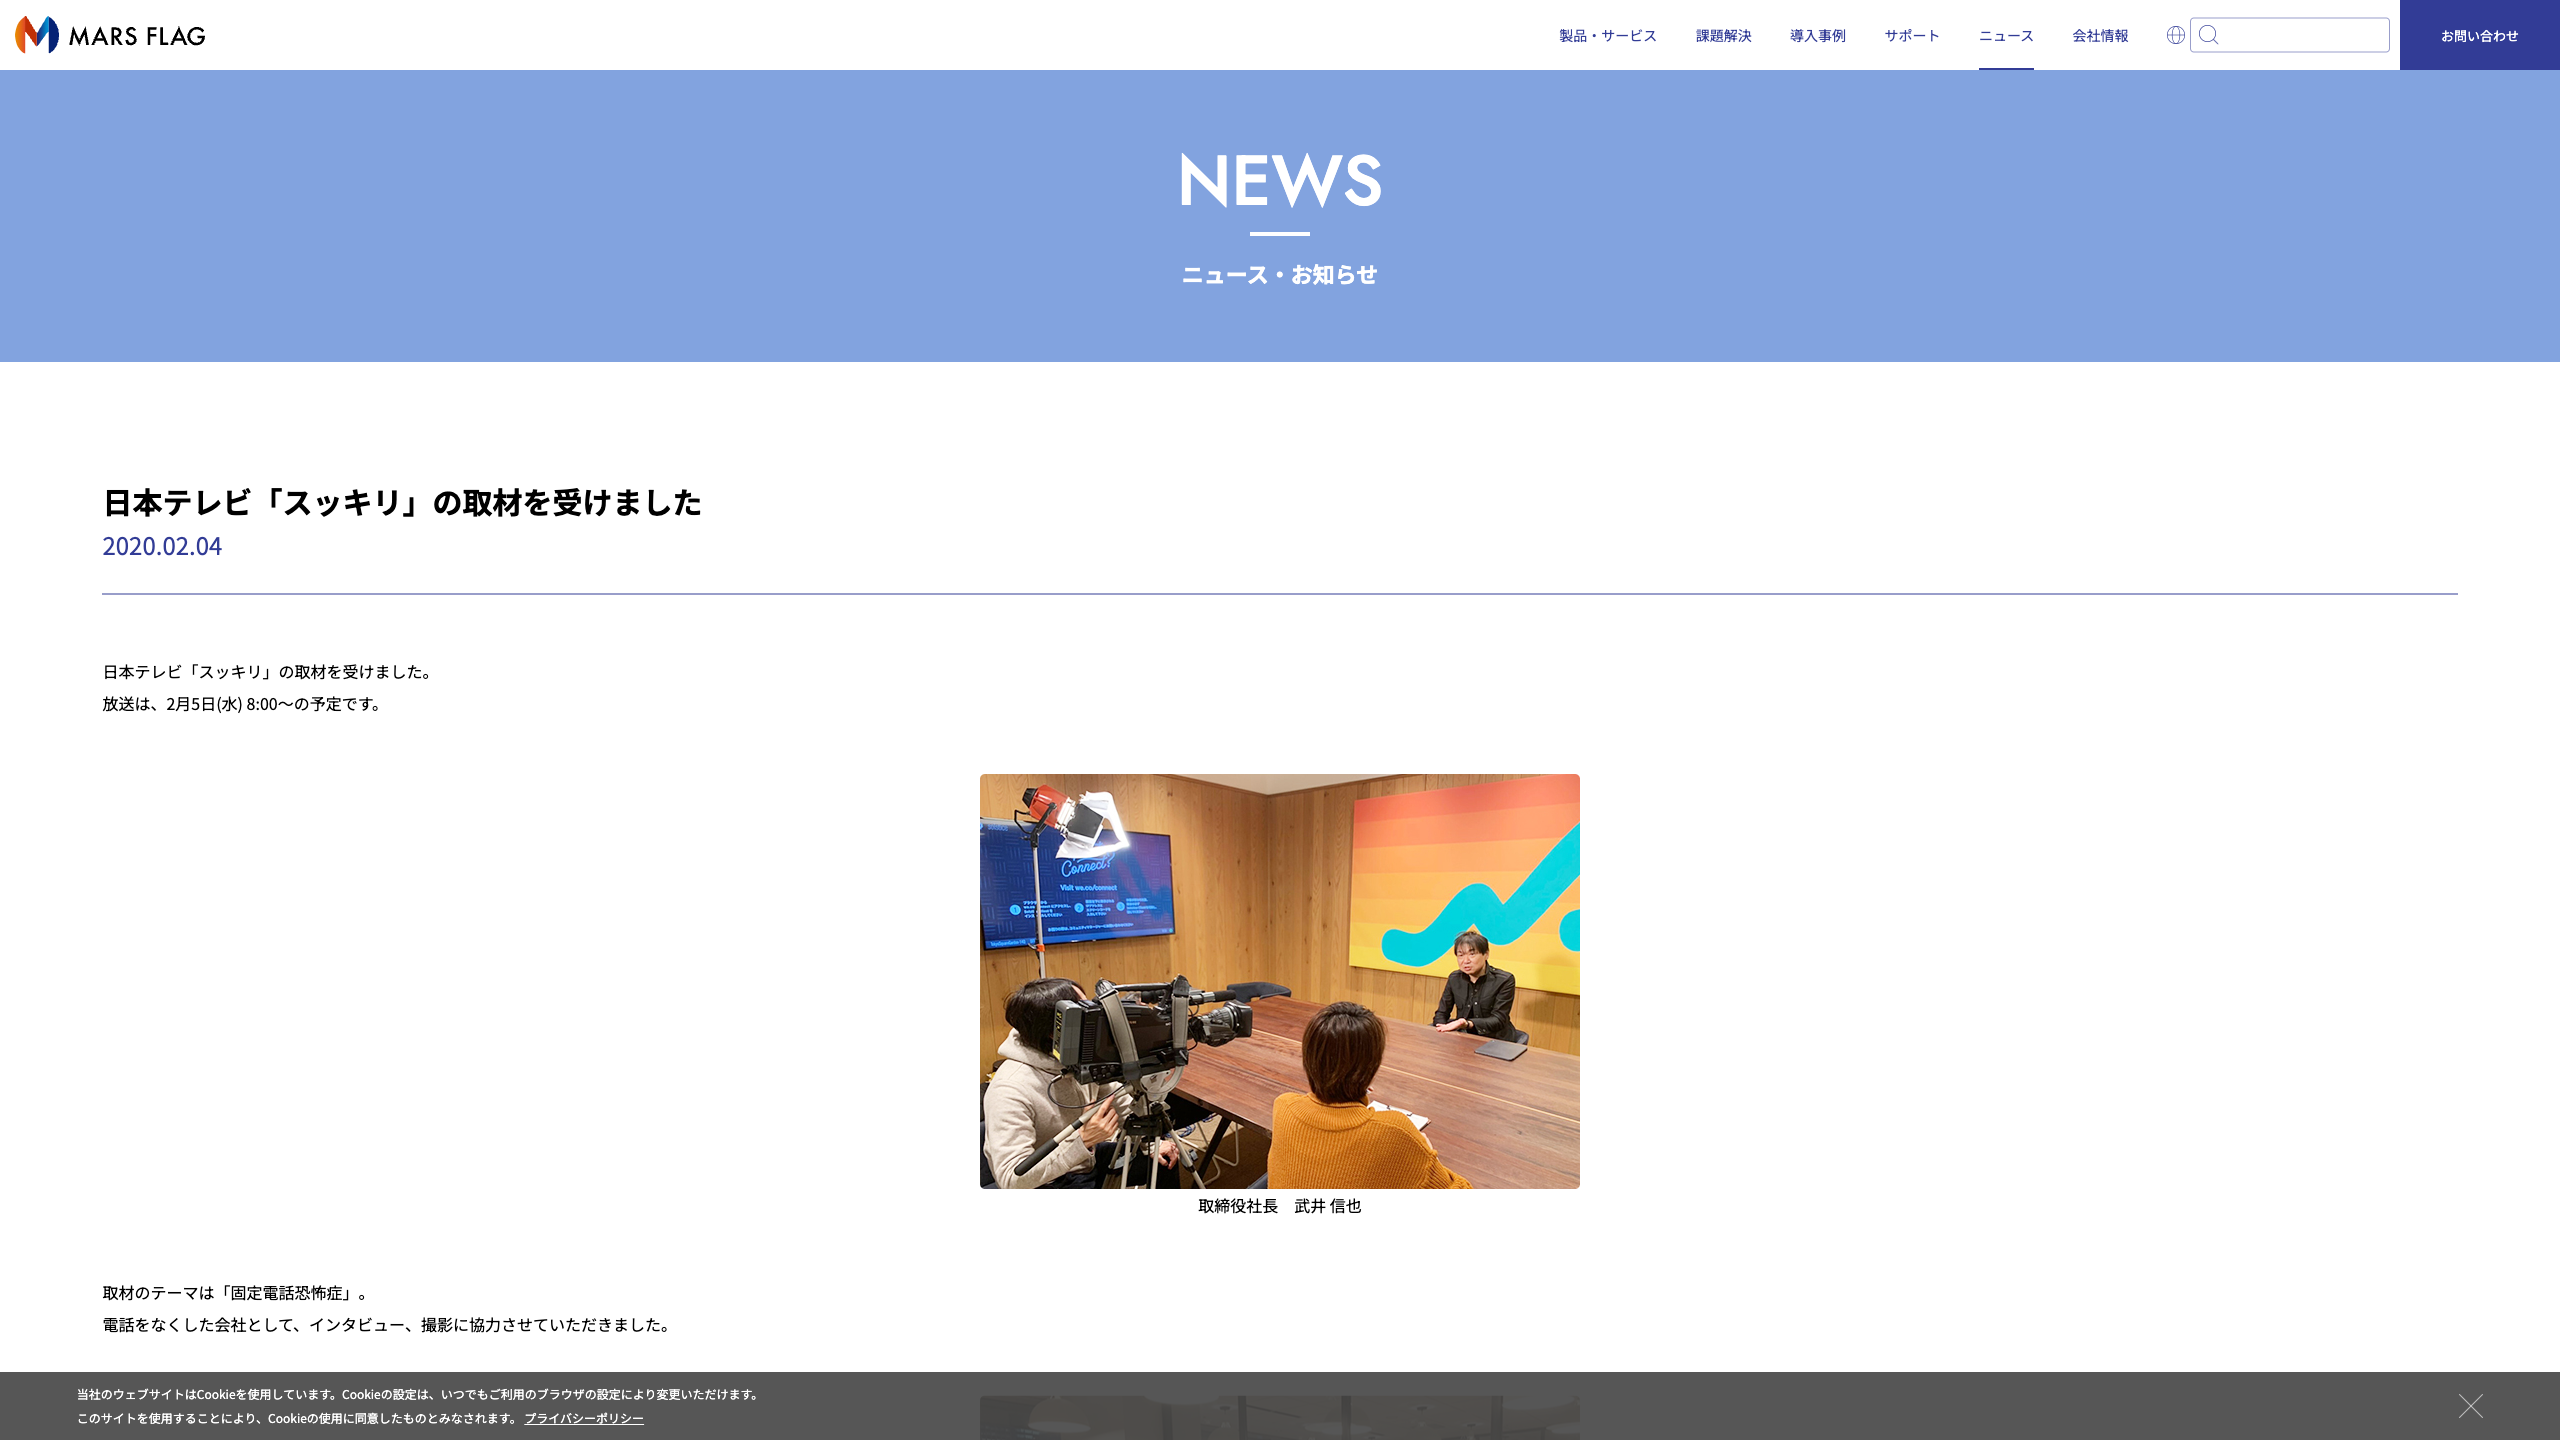 MARS FLAG
製品・サービス
課題解決
導入事例
サポート
ニュース
会社情報
お問い合わせ
NEWS
ニュース・お知らせ
日本テレビ「スッキリ」の取材を受けました
2020.02.04
日本テレビ「スッキリ」の取材を受けました。
放送は、2月5日(水) 8:00〜の予定です。
Connect?
Visit we.co/connect
1
2
3
取締役社長　武井 信也
取材のテーマは「固定電話恐怖症」。
電話をなくした会社として、インタビュー、撮影に協力させていただきました。
当社のウェブサイトはCookieを使用しています。Cookieの設定は、いつでもご利用のブラウザの設定により変更いただけます。
このサイトを使用することにより、Cookieの使用に同意したものとみなされます。 プライバシーポリシー